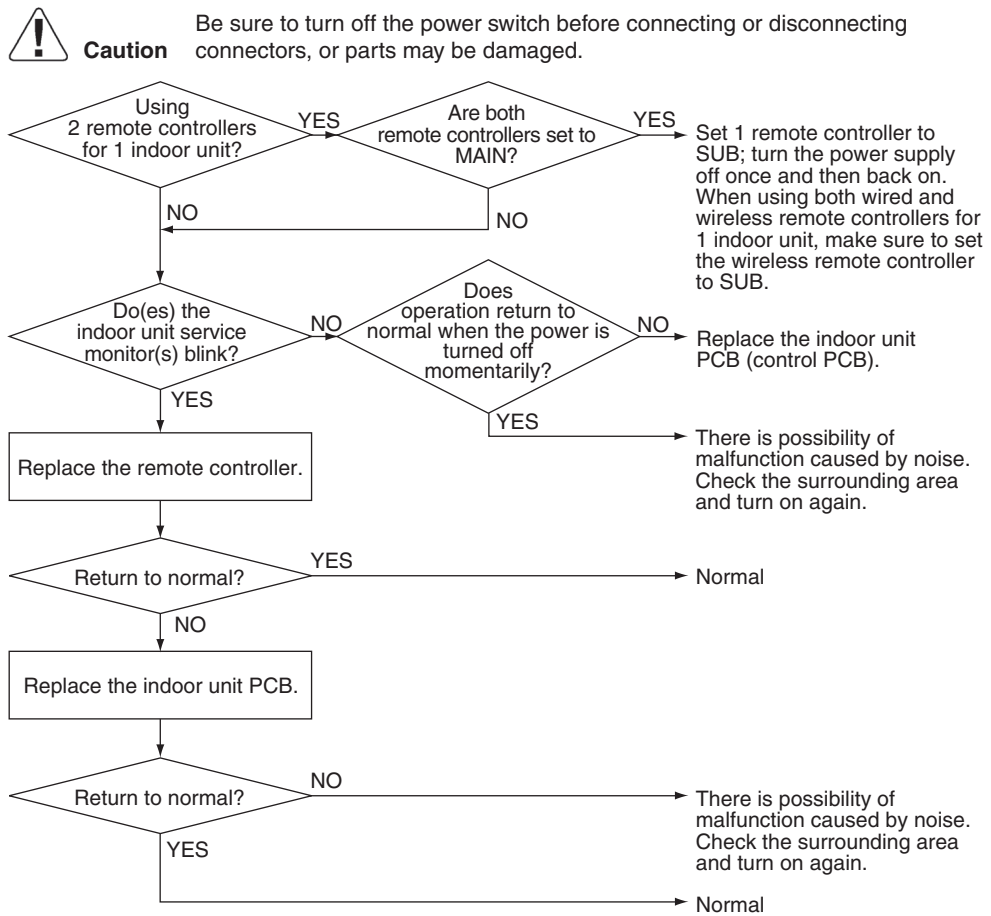 Be sure to turn off the power switch before connecting or disconnecting
Caution connectors, or parts may be damaged.
Using
2 remote controllers
for 1 indoor unit?
YES
Are both
remote controllers set to
MAIN?
YES
Set 1 remote controller to
SUB; turn the power supply
off once and then back on.
When using both wired and
wireless remote controllers for
1 indoor unit, make sure to set
the wireless remote controller
to SUB.
NO
NO
Do(es) the
indoor unit service
monitor(s) blink?
NO
Does
operation return to
normal when the power is
turned off
momentarily?
NO
Replace the indoor unit
PCB (control PCB).
YES
YES
There is possibility of
malfunction caused by noise.
Check the surrounding area
and turn on again.
Replace the remote controller.
Return to normal?
YES
Normal
NO
Replace the indoor unit PCB.
Return to normal?
NO
There is possibility of
malfunction caused by noise.
Check the surrounding area
and turn on again.
YES
Normal